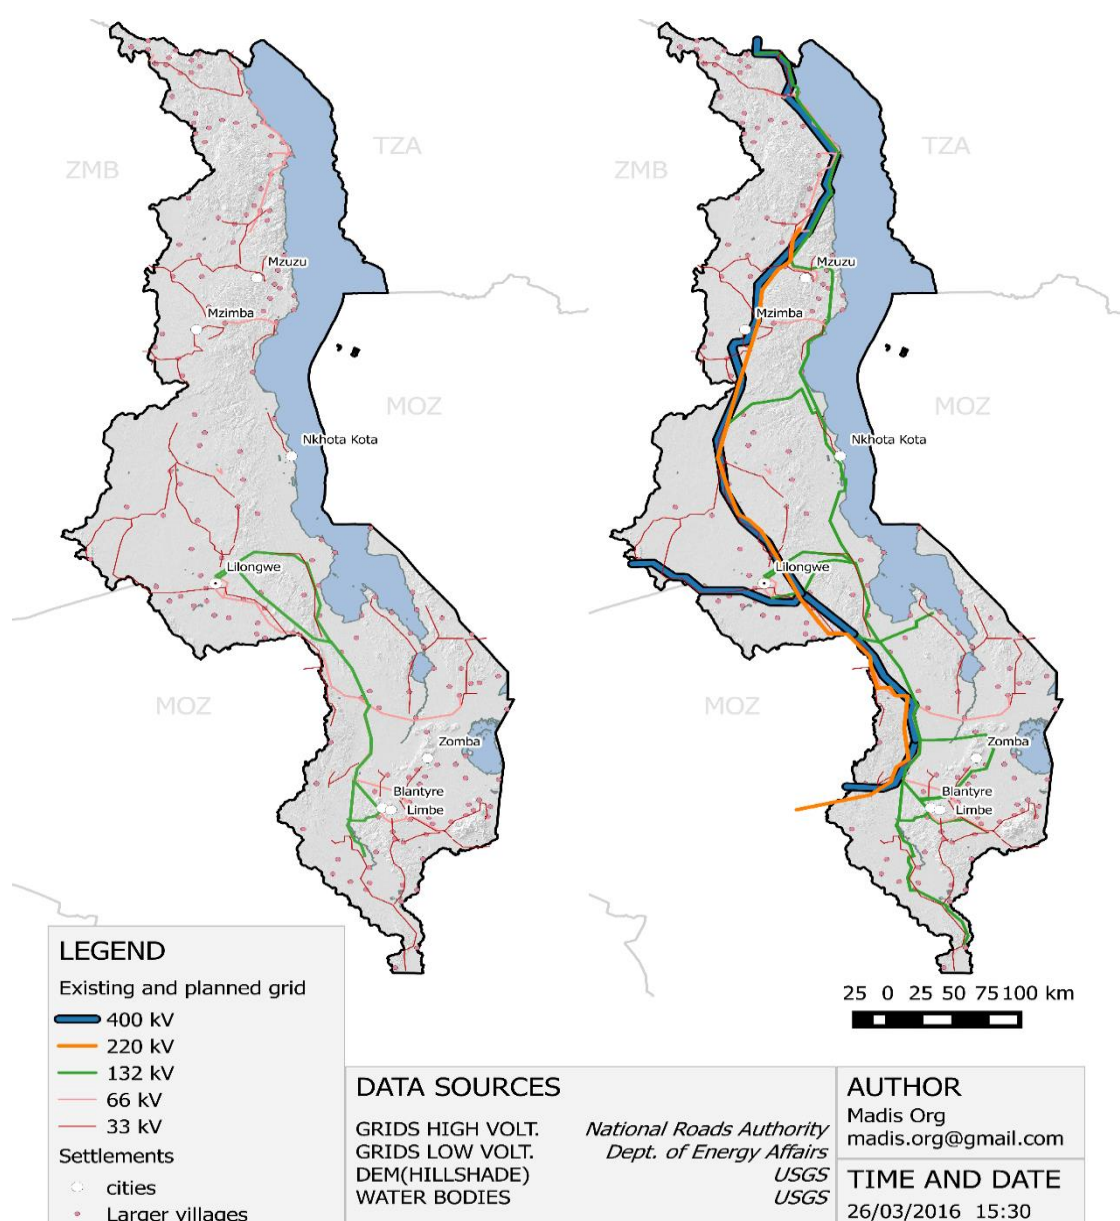 TZA
ZMB
Mzuzu
Mzimba
MOZ
Nkhota Kota
Lilongwe
MOZ
Zomba
Blantyre
Limbe
TZA
ZMB
Mzuzu
Mzimba
MOZ
Nkhota Kota
Lilongwe
MOZ
Zomba
Blantyre
Limbe
25 0 25 50 75 100 km
LEGEND
Existing and planned grid
400 kV
220 kV
132 kV
66 kV
33 kV
Settlements
cities
Larger villages
DATA SOURCES
GRIDS HIGH VOLT. National Roads Authority
GRIDS LOW VOLT. Dept. of Energy Affairs
DEM(HILLSHADE) USGS
WATER BODIES USGS
AUTHOR
Madis Org
madis.org@gmail.com
TIME AND DATE
26/03/2016 15:30